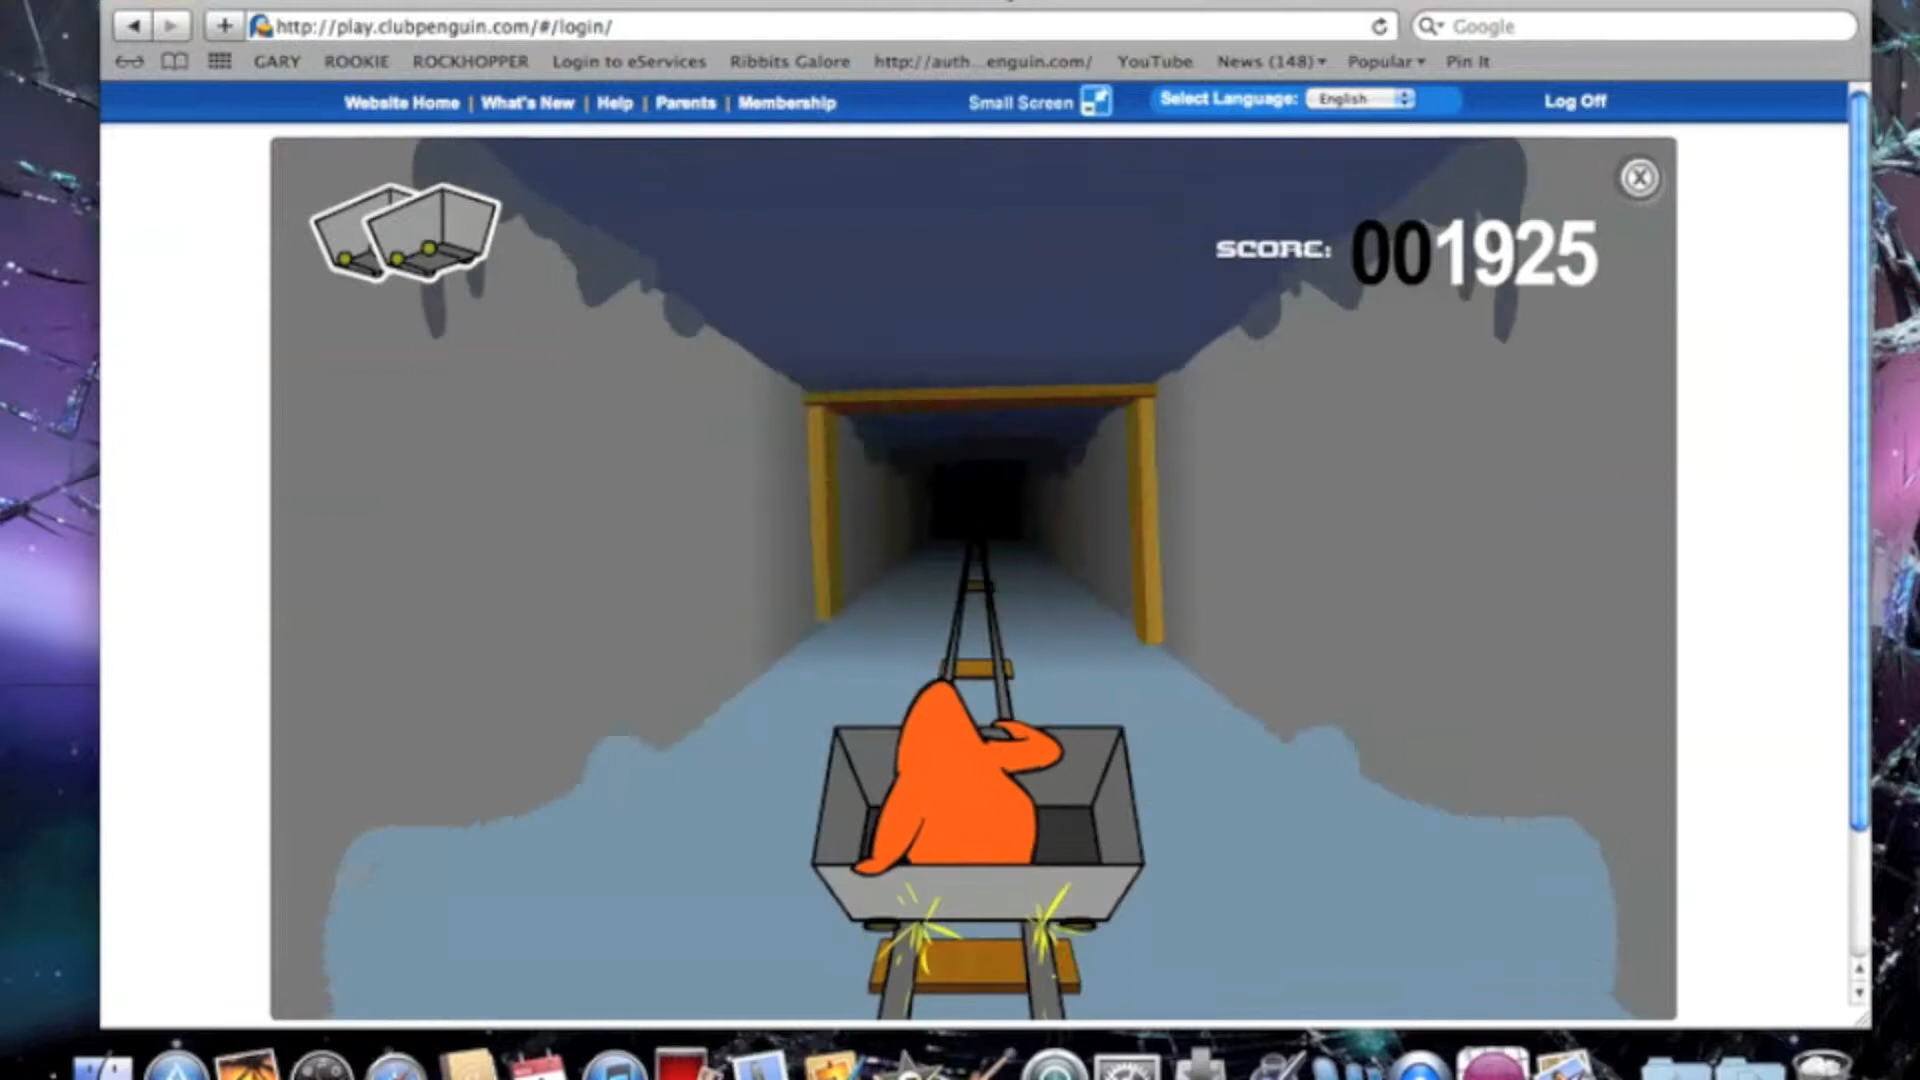 http://play.clubpenguin.com/#/login/
Google
GARY ROOKIE ROCKHOPPER Login to eServices Ribbits Galore http://auth...enguin.com/ YouTube News (148) Popular Pin It
Website Home | What's New | Help | Parents | Membership Small Screen Select Language: English Log Off
SCORE: 001925